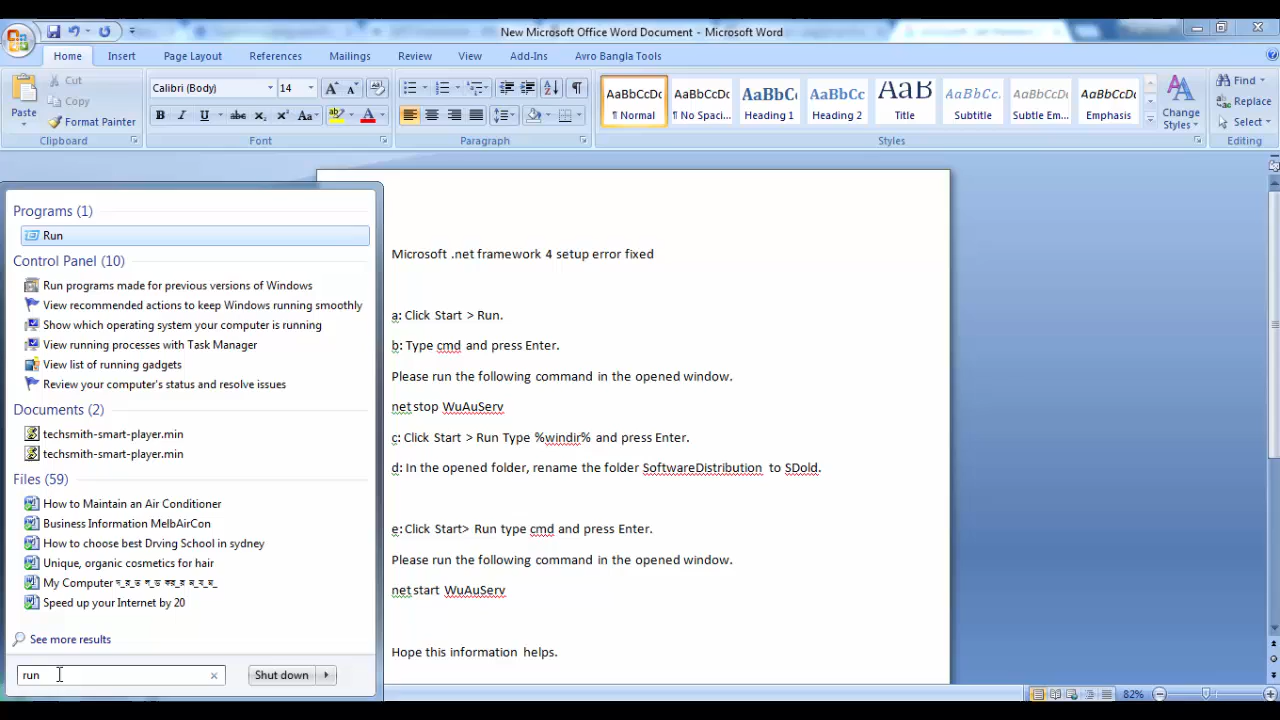 New Microsoft Office Word Document - Microsoft Word
Home Insert Page Layout References Mailings Review View Add-Ins Avro Bangla Tools
Paste
Cut
Copy
Format Painter
Clipboard
Calibri (Body) 14
B I U abc X₂ X² Aa
Font
Paragraph
AaBbCcDc AaBbCcDc AaBbC AaBbCc AaB AaBbCc. AaBbCcDc AaBbCcDc
¶ Normal ¶ No Spaci... Heading 1 Heading 2 Title Subtitle Subtle Em... Emphasis
Change Styles
Styles
Find
Replace
Select
Editing
Programs (1)
Run
Control Panel (10)
Run programs made for previous versions of Windows
View recommended actions to keep Windows running smoothly
Show which operating system your computer is running
View running processes with Task Manager
View list of running gadgets
Review your computer's status and resolve issues
Documents (2)
techsmith-smart-player.min
techsmith-smart-player.min
Files (59)
How to Maintain an Air Conditioner
Business Information MelbAirCon
How to choose best Drving School in sydney
Unique, organic cosmetics for hair
My Computer
Speed up your Internet by 20
See more results
run
Shut down
Microsoft .net framework 4 setup error fixed
a: Click Start > Run.
b: Type cmd and press Enter.
Please run the following command in the opened window.
net stop WuAuServ
c: Click Start > Run Type %windir% and press Enter.
d: In the opened folder, rename the folder SoftwareDistribution to SDold.
e: Click Start> Run type cmd and press Enter.
Please run the following command in the opened window.
net start WuAuServ
Hope this information helps.
82%